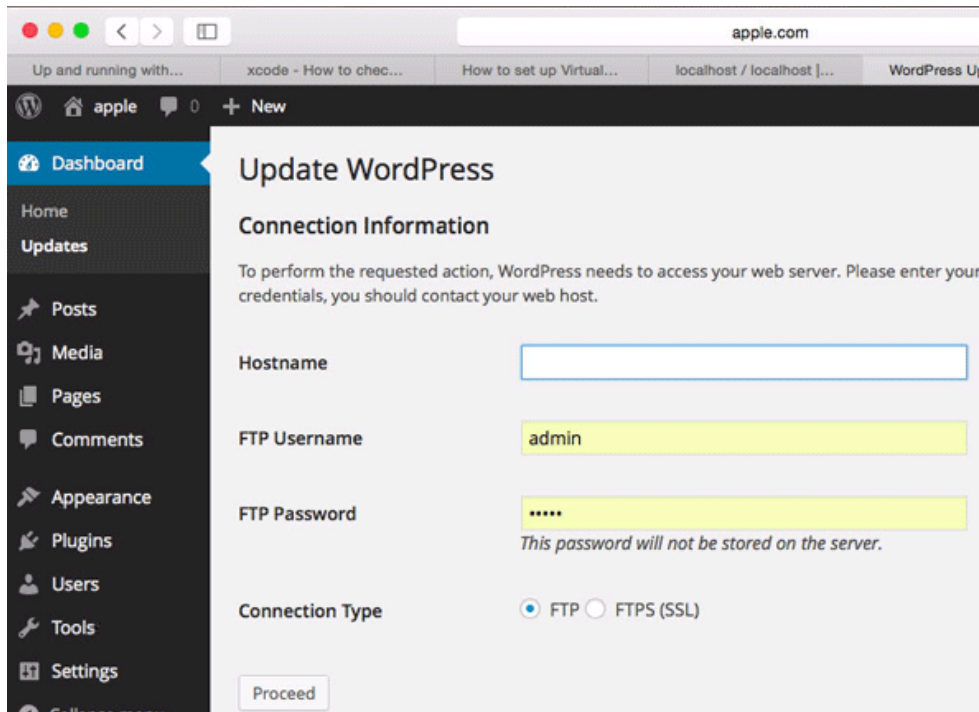 apple.com
Up and running with... xcode - How to chec... How to set up Virtual... localhost / localhost |... WordPress Up
apple 0 + New
Dashboard
Home
Updates
Posts
Media
Pages
Comments
Appearance
Plugins
Users
Tools
Settings
Collapse menu
Update WordPress
Connection Information
To perform the requested action, WordPress needs to access your web server. Please enter your
credentials, you should contact your web host.
Hostname
FTP Username admin
FTP Password •••••
This password will not be stored on the server.
Connection Type FTP FTPS (SSL)
Proceed